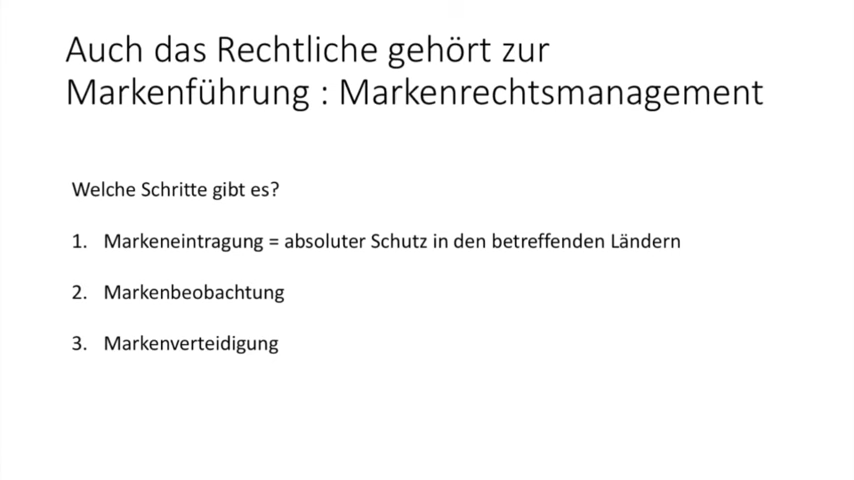 Auch das Rechtliche gehört zur
Markenführung : Markenrechtsmanagement
Welche Schritte gibt es?
1. Markeneintragung = absoluter Schutz in den betreffenden Ländern
2. Markenbeobachtung
3. Markenverteidigung